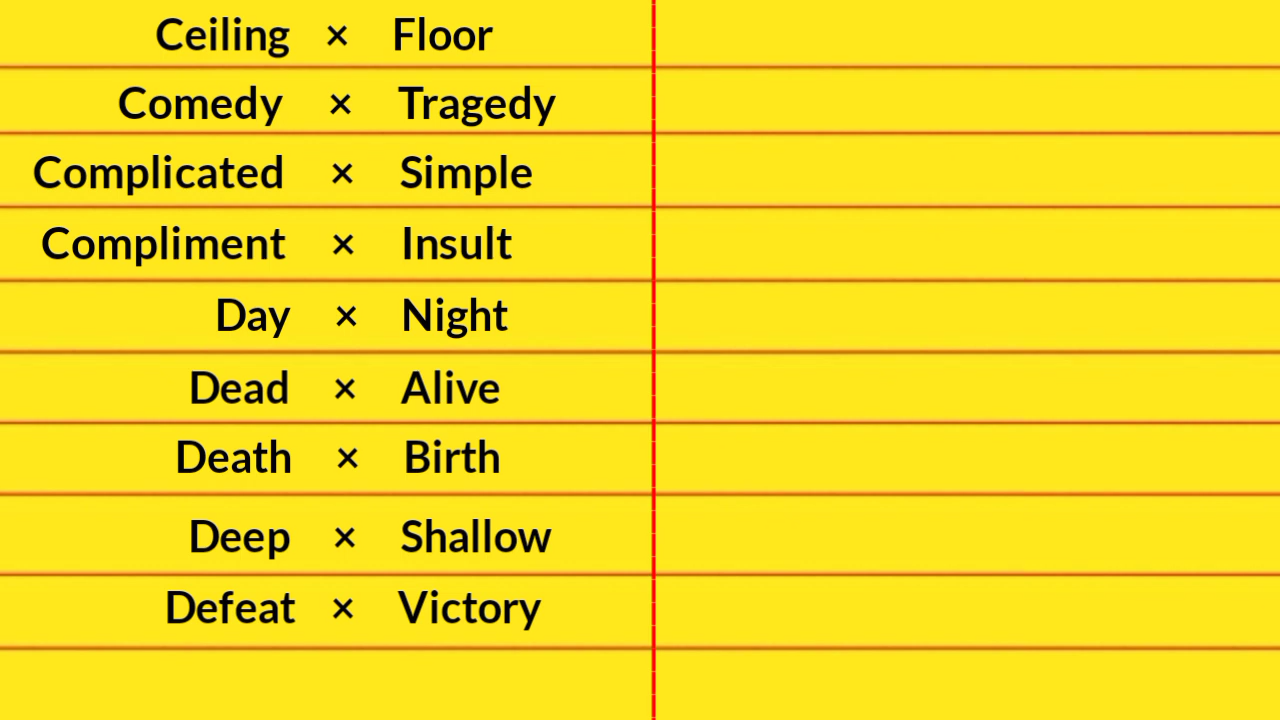 Ceiling × Floor
Comedy × Tragedy
Complicated × Simple
Compliment × Insult
Day × Night
Dead × Alive
Death × Birth
Deep × Shallow
Defeat × Victory